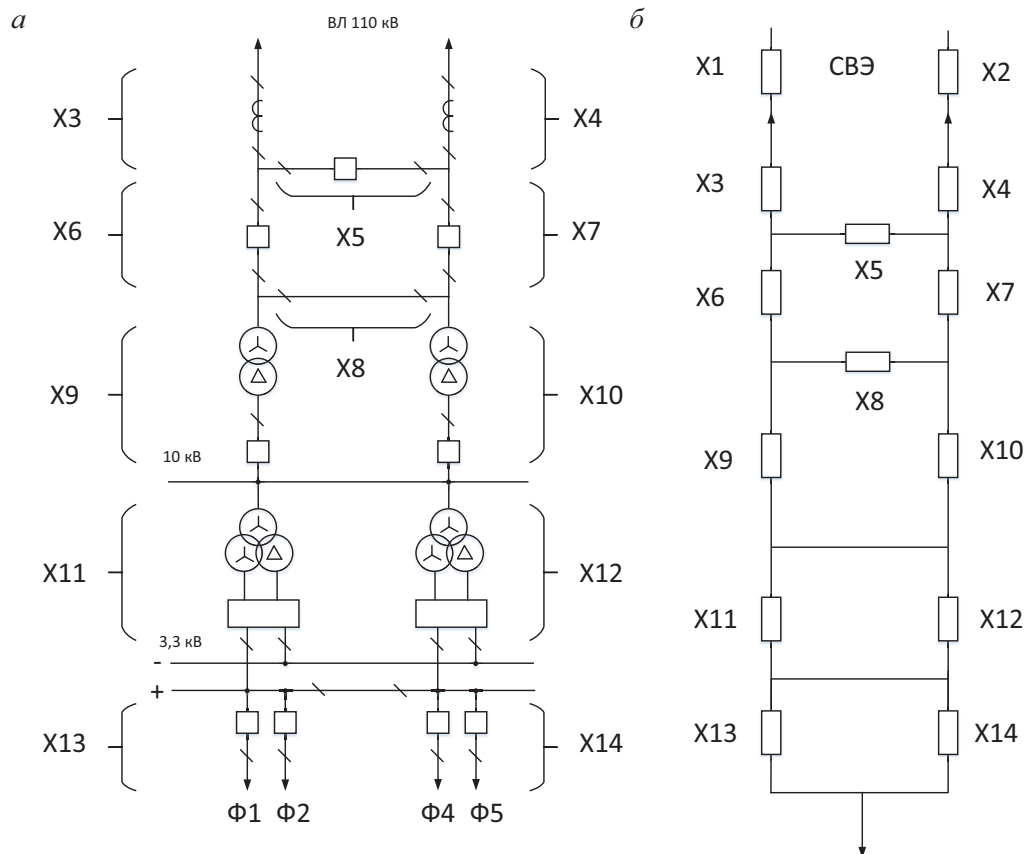 а
ВЛ 110 кВ
X3
X4
X5
X6
X7
X8
X9
X10
10 кВ
X11
X12
3,3 кВ
-
+
X13
X14
Ф1 Ф2 Ф4 Ф5
б
X1 СВЭ X2
X3 X4
X5
X6 X7
X8
X9 X10
X11 X12
X13 X14